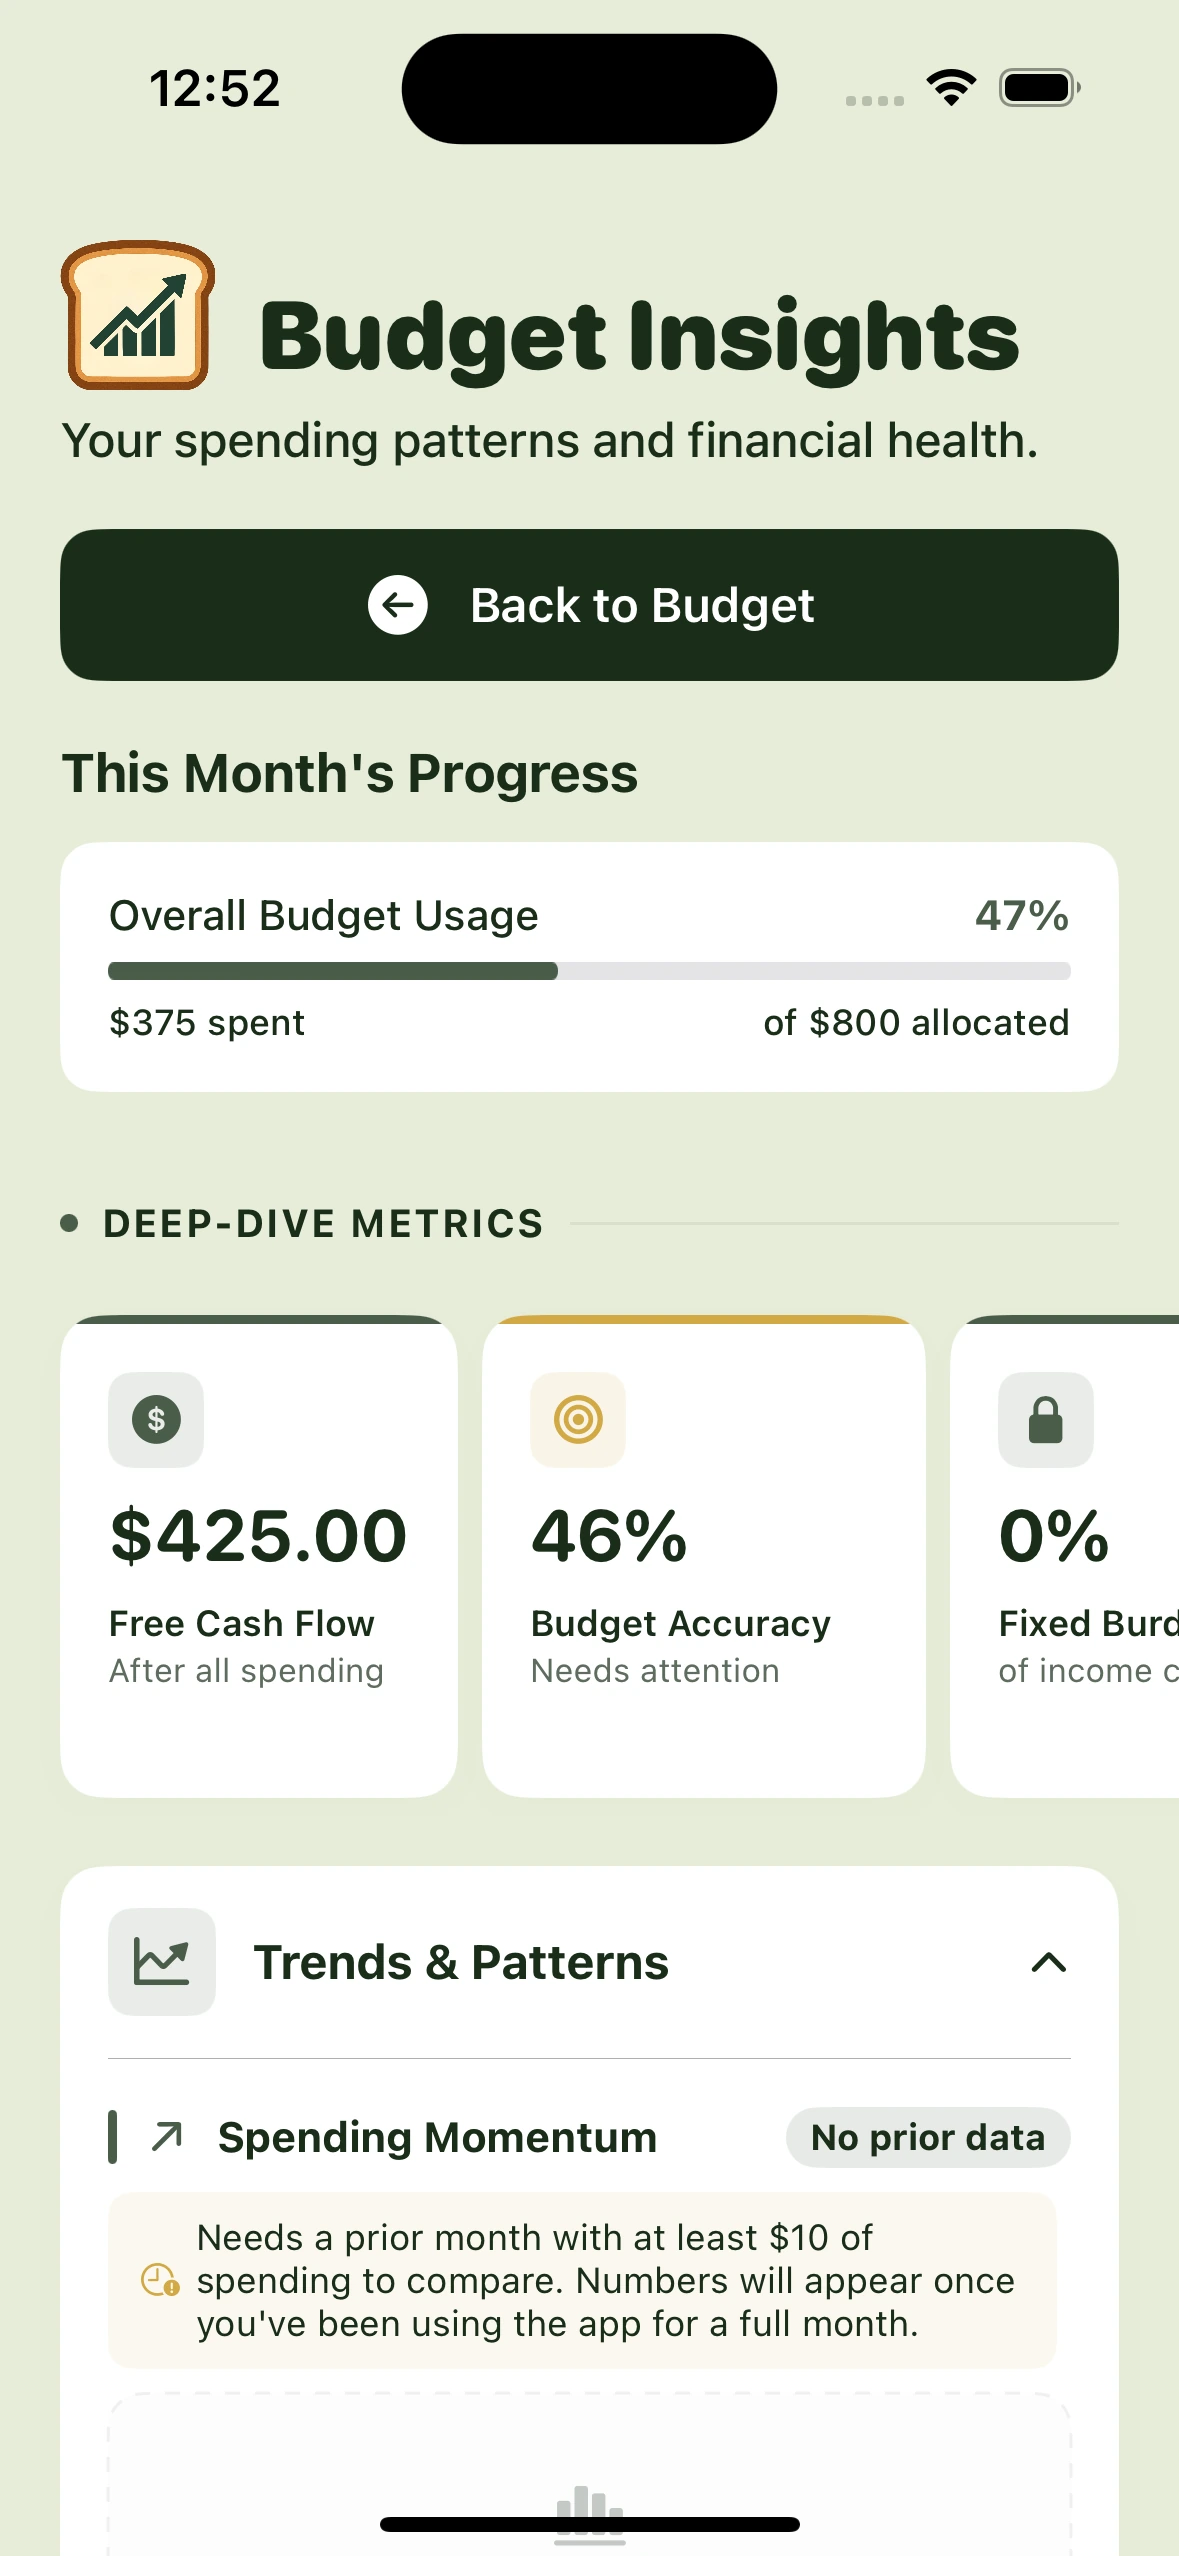 12:52
Budget Insights
Your spending patterns and financial health.
Back to Budget
This Month's Progress
Overall Budget Usage 47%
$375 spent of $800 allocated
DEEP-DIVE METRICS
$
$425.00
Free Cash Flow
After all spending
46%
Budget Accuracy
Needs attention
0%
Fixed
of income
Trends & Patterns
Spending Momentum No prior data
Needs a prior month with at least $10 of
spending to compare. Numbers will appear once
you've been using the app for a full month.